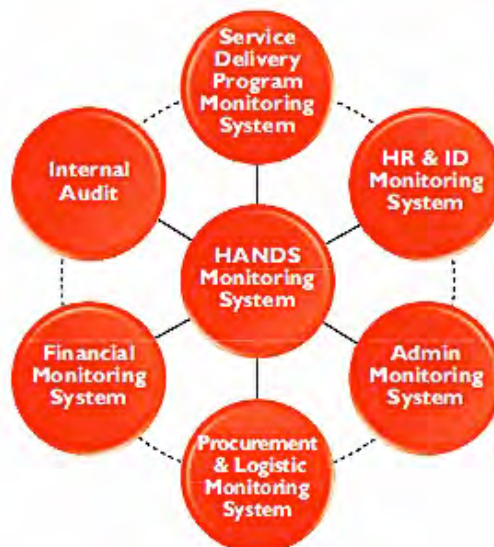 Service
Delivery
Program
Monitoring
System
HR & ID
Monitoring
System
Admin
Monitoring
System
Procurement
& Logistic
Monitoring
System
Financial
Monitoring
System
Internal
Audit
HANDS
Monitoring
System